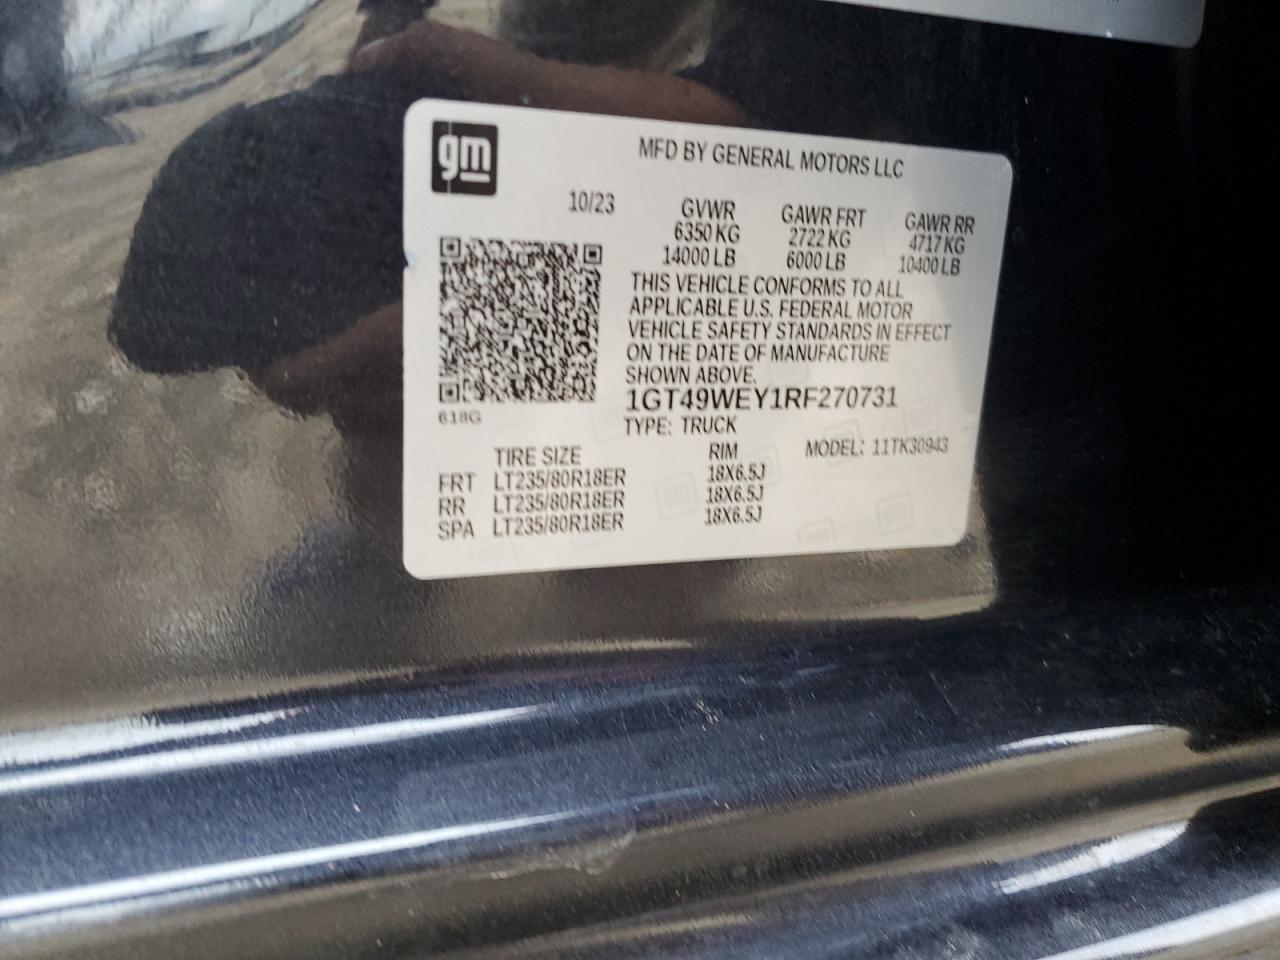 gm
MFD BY GENERAL MOTORS LLC
10/23
GVWR GAWR FRT GAWR RR
6350 KG 2722 KG 4717 KG
14000 LB 6000 LB 10400 LB
THIS VEHICLE CONFORMS TO ALL
APPLICABLE U.S. FEDERAL MOTOR
VEHICLE SAFETY STANDARDS IN EFFECT
ON THE DATE OF MANUFACTURE
SHOWN ABOVE.
1GT49WEY1RF270731
618G
TYPE: TRUCK
TIRE SIZE RIM MODEL: 11TK30943
FRT LT235/80R18ER 18X6.5J
RR LT235/80R18ER 18X6.5J
SPA LT235/80R18ER 18X6.5J